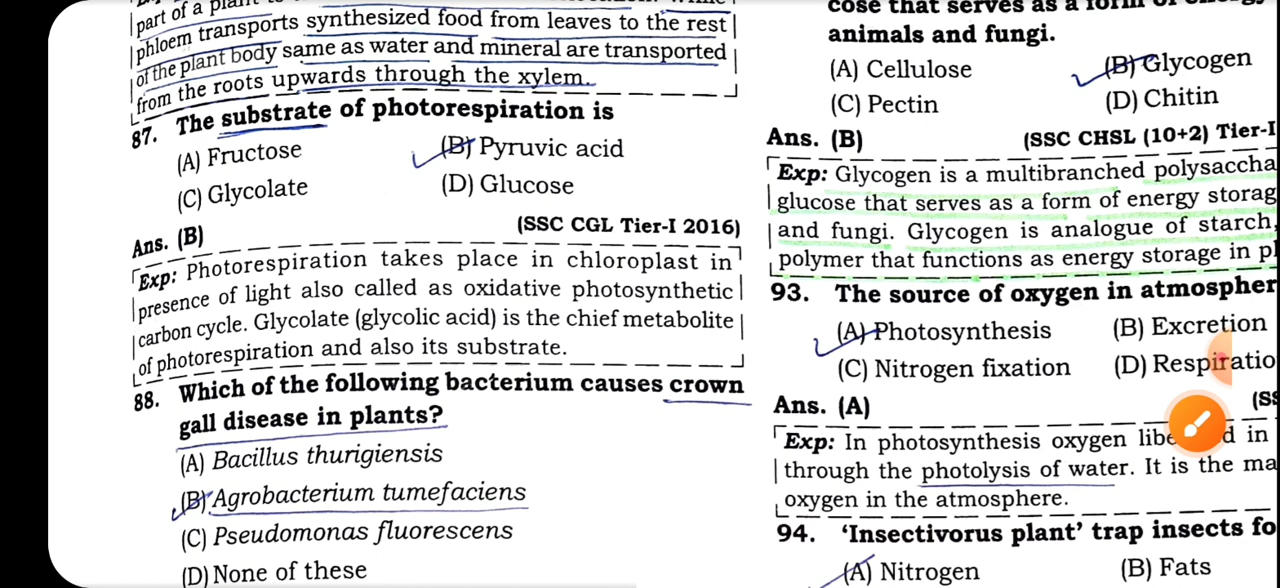 part of a
phloem transports synthesized food from leaves to the rest
of the plant body same as water and mineral are transported
from the roots upwards through the xylem.
87. The substrate of photorespiration is
(A) Fructose (B) Pyruvic acid
(C) Glycolate (D) Glucose
(SSC CGL Tier-I 2016)
Ans. (B)
Exp: Photorespiration takes place in chloroplast in
presence of light also called as oxidative photosynthetic
carbon cycle. Glycolate (glycolic acid) is the chief metabolite
of photorespiration and also its substrate.
88. Which of the following bacterium causes crown
gall disease in plants?
(A) Bacillus thurigiensis
(B) Agrobacterium tumefaciens
(C) Pseudomonas fluorescens
(D) None of these
cose that serves as a form of
animals and fungi.
(A) Cellulose (B) Glycogen
(C) Pectin (D) Chitin
Ans. (B) (SSC CHSL (10+2) Tier-I
Exp: Glycogen is a multibranched polysaccha
glucose that serves as a form of energy storag
and fungi. Glycogen is analogue of starch,
polymer that functions as energy storage in pl
93. The source of oxygen in atmospher
(A) Photosynthesis (B) Excretion
(C) Nitrogen fixation (D) Respiratio
Ans. (A) (SS
Exp: In photosynthesis oxygen libe d in
through the photolysis of water. It is the ma
oxygen in the atmosphere.
94. ‘Insectivorus plant’ trap insects fo
(A) Nitrogen (B) Fats